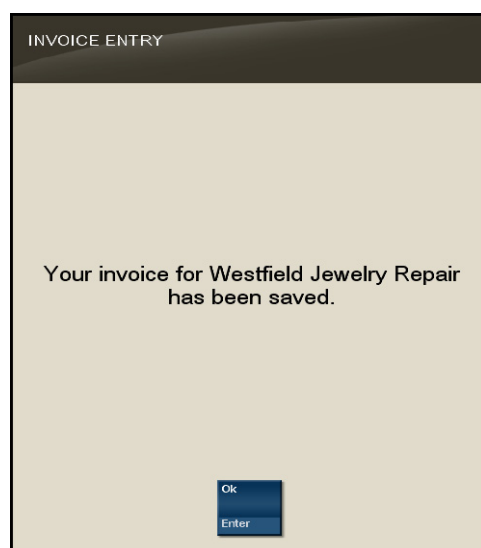 INVOICE ENTRY
Your invoice for Westfield Jewelry Repair
has been saved.
Ok
Enter